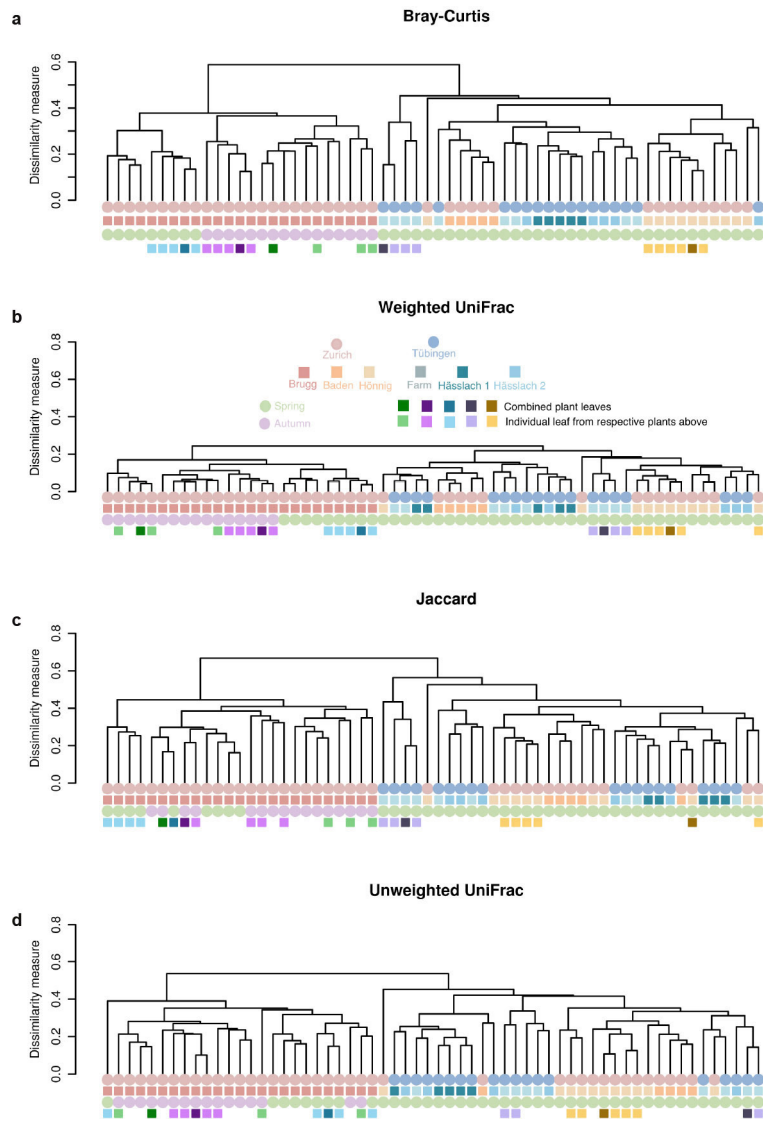 a
Bray-Curtis
Dissimilarity measure
0.6
0.4
0.2
0.0
b
Weighted UniFrac
Dissimilarity measure
0.8
0.6
0.4
0.2
0.0
Zurich Tübingen
Brugg Baden Hönnig Farm Hässlach 1 Hässlach 2
Spring Combined plant leaves
Autumn Individual leaf from respective plants above
c
Jaccard
Dissimilarity measure
0.8
0.6
0.4
0.2
0.0
d
Unweighted UniFrac
Dissimilarity measure
0.8
0.6
0.4
0.2
0.0